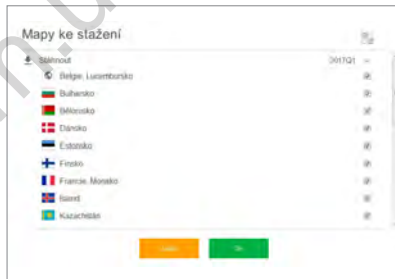 Mapy ke stažení
Stáhnout 2017Q1
Belgie, Lucembursko
Bulharsko
Bělorusko
Dánsko
Estonsko
Finsko
Francie, Monako
Island
Kazachstán
Ok